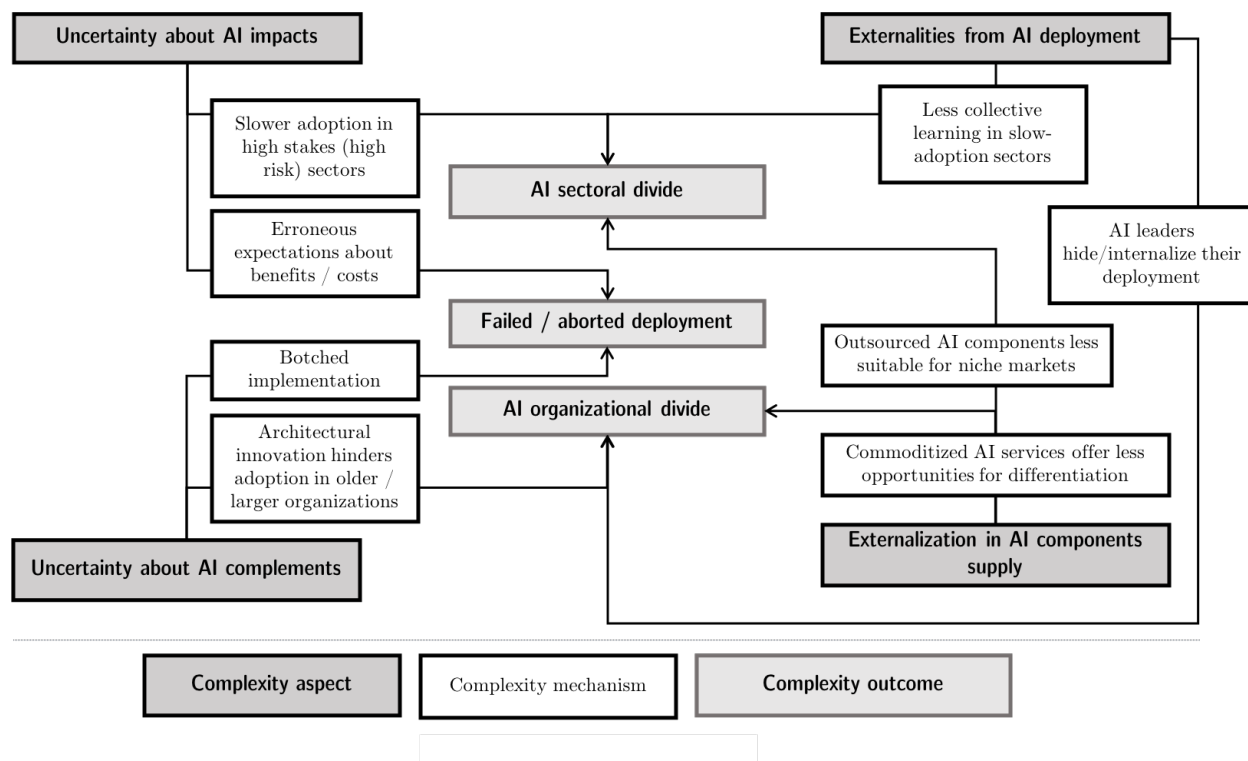 Uncertainty about AI impacts
Externalities from AI deployment
Slower adoption in
high stakes (high
risk) sectors
Less collective
learning in slow-
adoption sectors
AI sectoral divide
Erroneous
expectations about
benefits / costs
AI leaders
hide/internalize their
deployment
Failed / aborted deployment
Outsourced AI components less
suitable for niche markets
Botched
implementation
AI organizational divide
Architectural
innovation hinders
adoption in older /
larger organizations
Commoditized AI services offer less
opportunities for differentiation
Externalization in AI components
supply
Uncertainty about AI complements
Complexity aspect
Complexity mechanism
Complexity outcome